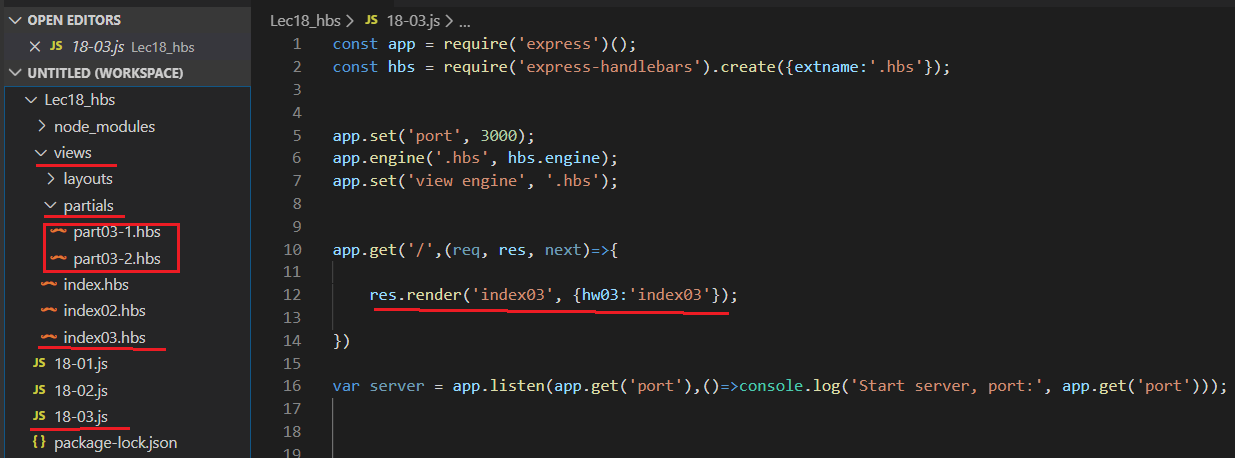 OPEN EDITORS
JS 18-03.js Lec18_hbs
UNTITLED (WORKSPACE)
Lec18_hbs
node_modules
views
layouts
partials
part03-1.hbs
part03-2.hbs
index.hbs
index02.hbs
index03.hbs
JS 18-01.js
JS 18-02.js
JS 18-03.js
{} package-lock.json
Lec18_hbs > JS 18-03.js > ...
1 const app = require('express')();
2 const hbs = require('express-handlebars').create({extname:'.hbs'});
3
4
5 app.set('port', 3000);
6 app.engine('.hbs', hbs.engine);
7 app.set('view engine', '.hbs');
8
9
10 app.get('/',(req, res, next)=>{
11
12 res.render('index03', {hw03:'index03'});
13
14 })
15
16 var server = app.listen(app.get('port'),()=>console.log('Start server, port:', app.get('port')));
17
18
19